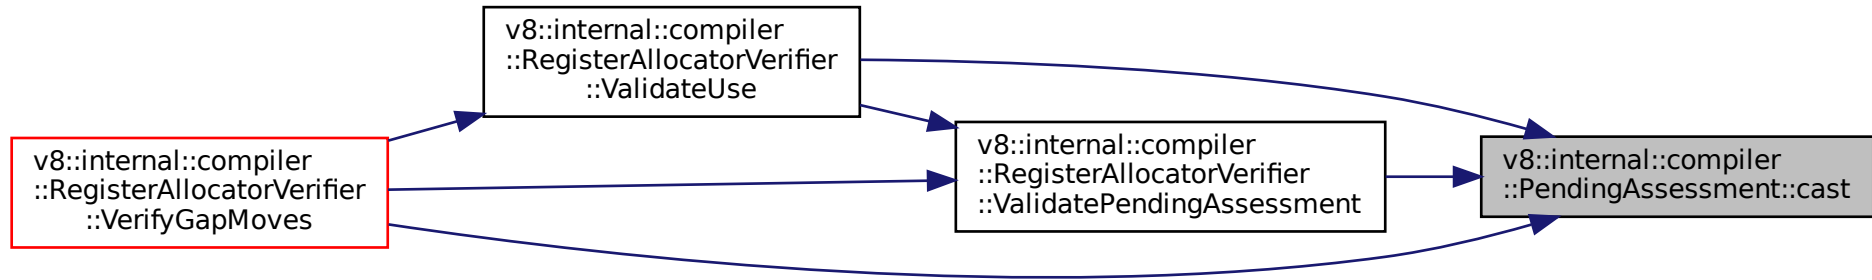 v8::internal::compiler
::RegisterAllocatorVerifier
::ValidateUse
v8::internal::compiler
::RegisterAllocatorVerifier
::VerifyGapMoves
v8::internal::compiler
::RegisterAllocatorVerifier
::ValidatePendingAssessment
v8::internal::compiler
::PendingAssessment::cast